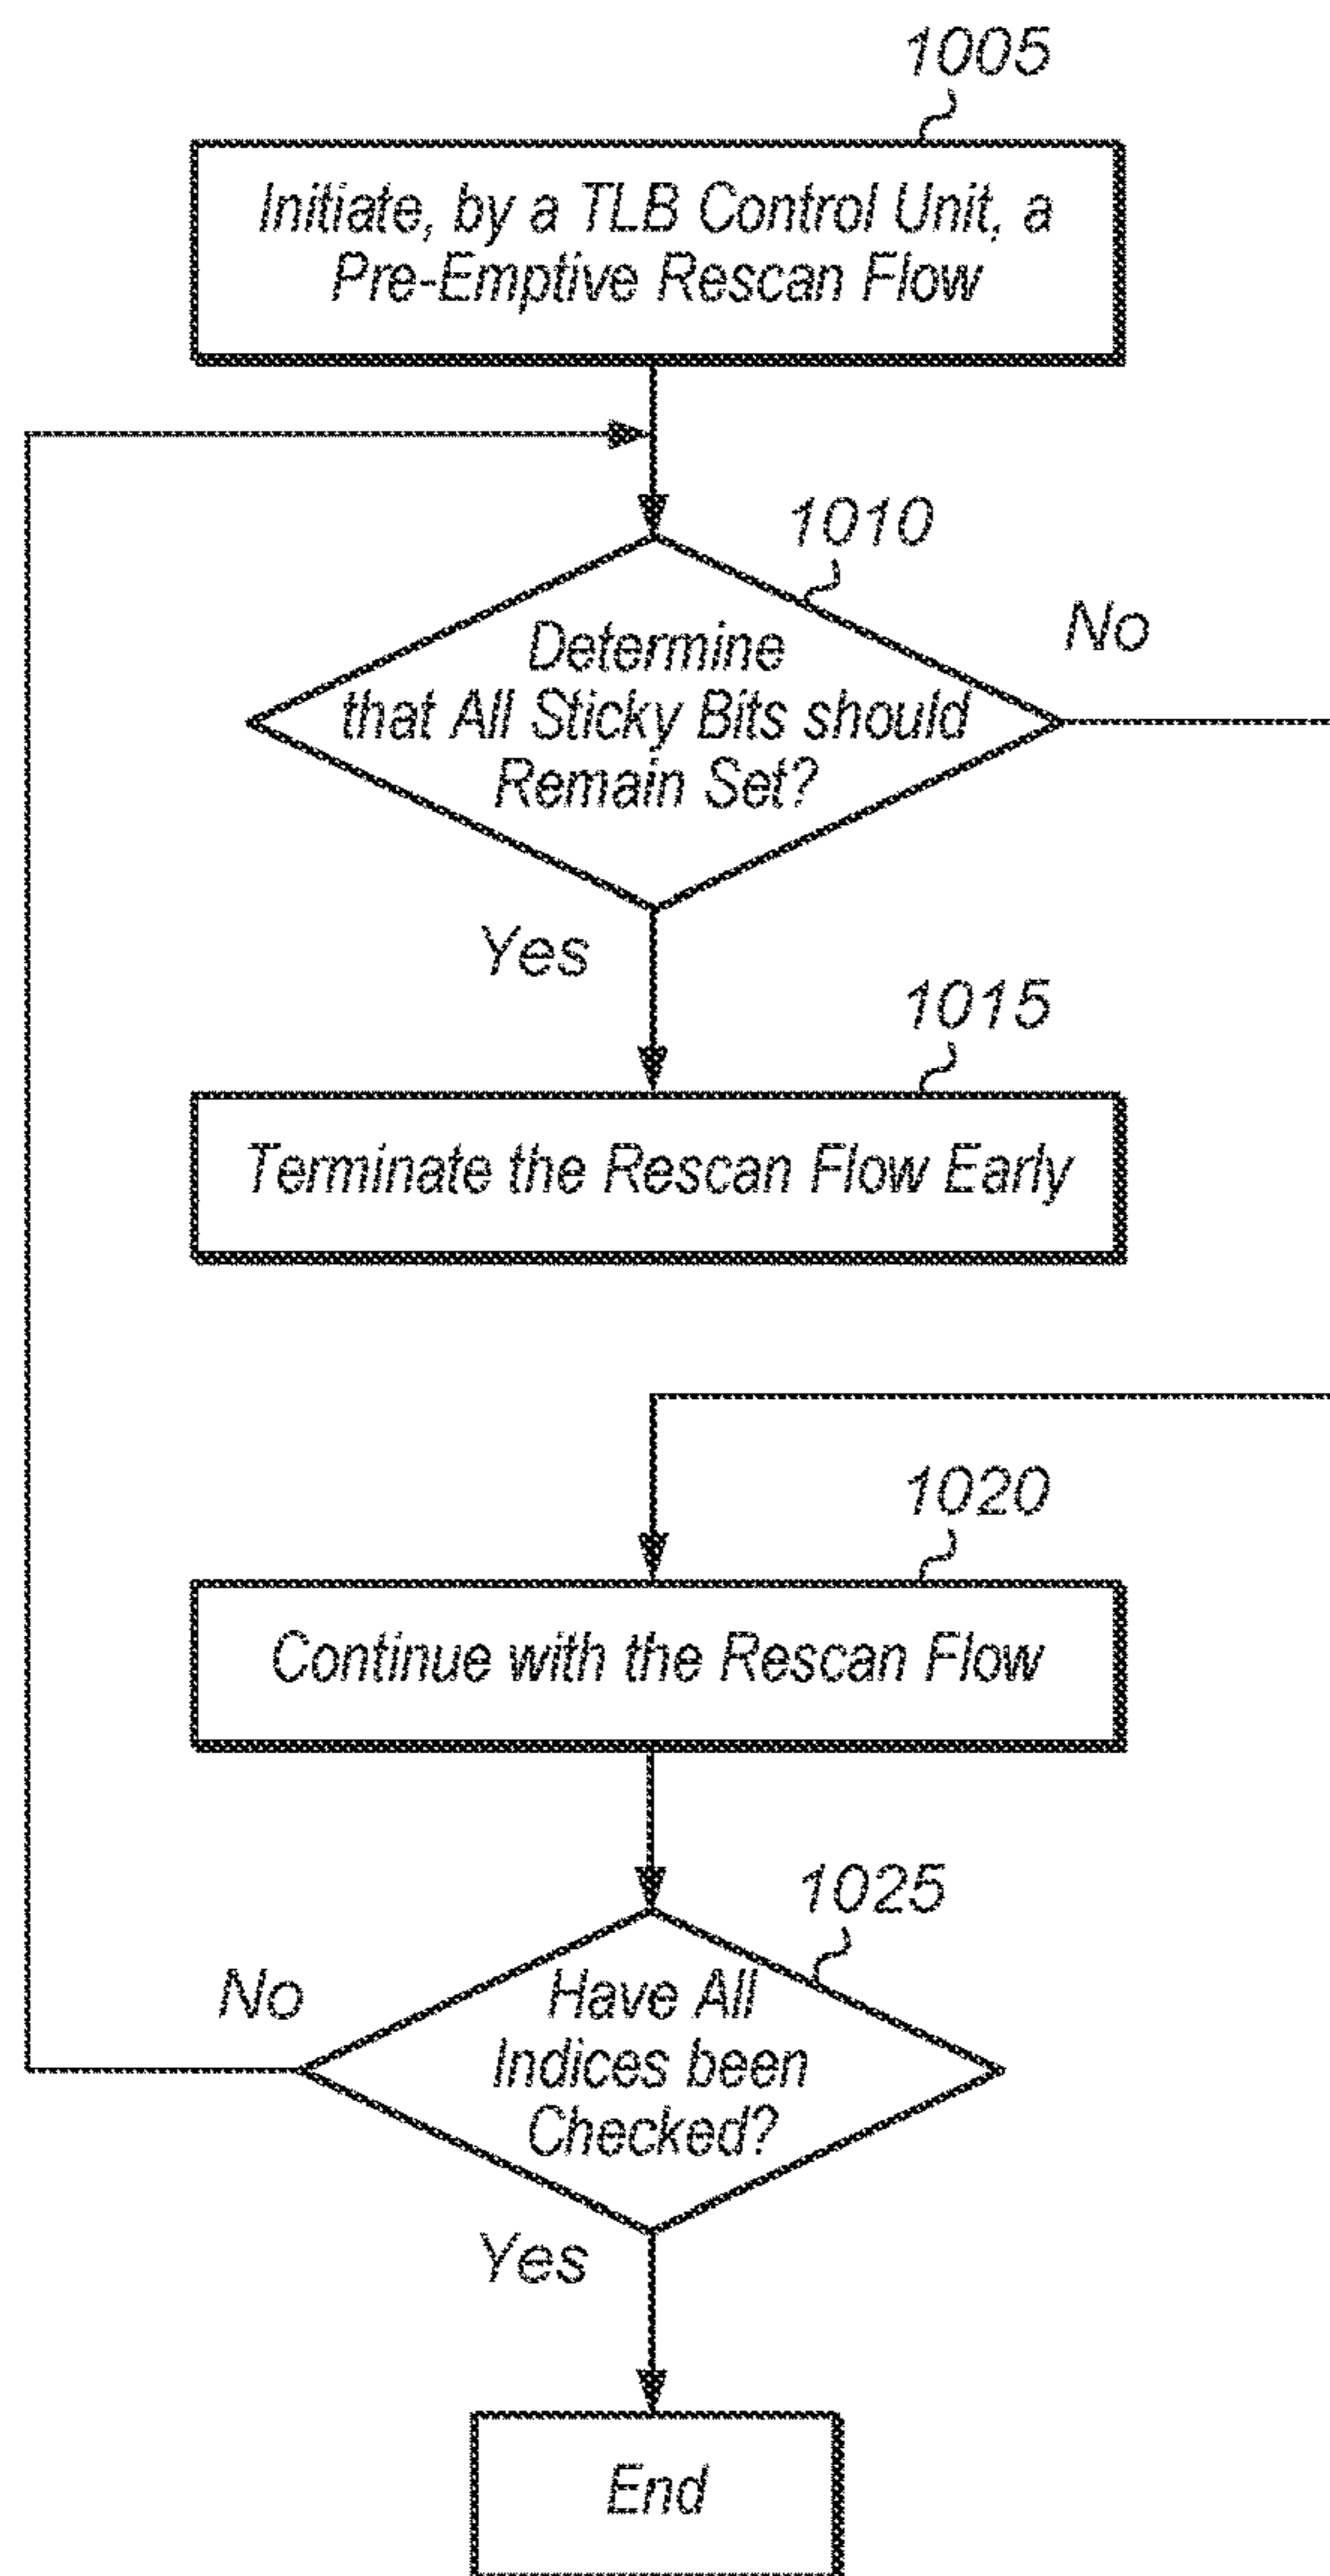 1005
Initiate, by a TLB Control Unit, a
Pre-Emptive Rescan Flow
1010
No
Determine
that All Sticky Bits should
Remain Set?
Yes
1015
Terminate the Rescan Flow Early
1020
Continue with the Rescan Flow
1025
No
Have All
Indices been
Checked?
Yes
End